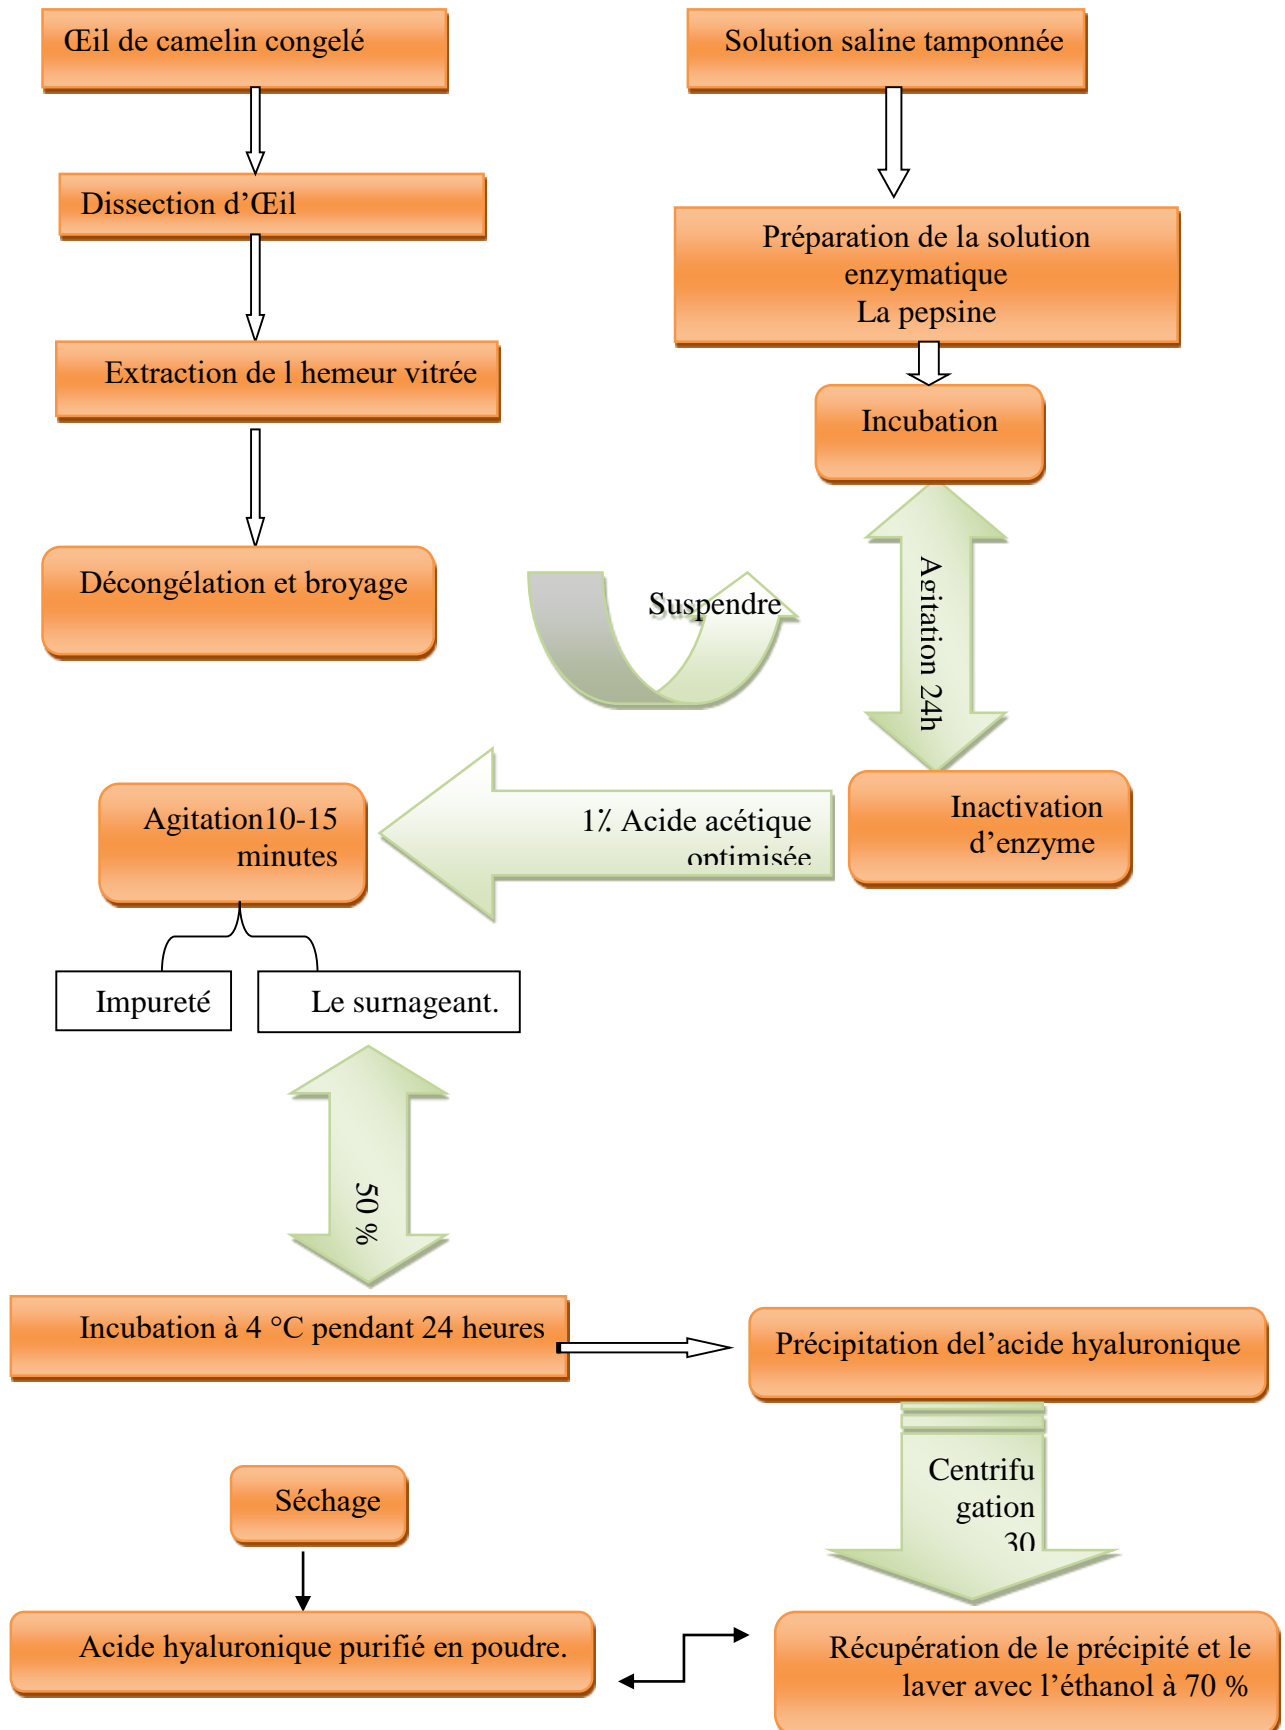 Œil de camelin congelé
Solution saline tamponnée
Dissection d’Œil
Préparation de la solution
enzymatique
La pepsine
Extraction de l hemeur vitrée
Incubation
Décongélation et broyage
Suspendre
Agitation 24h
Agitation10-15
minutes
1٪ Acide acétique
optimisée
Inactivation
d’enzyme
Impureté
Le surnageant.
50 %
Incubation à 4 °C pendant 24 heures
Précipitation del’acide hyaluronique
Centrifu
gation
30
Séchage
Acide hyaluronique purifié en poudre.
Récupération de le précipité et le
laver avec l’éthanol à 70 %